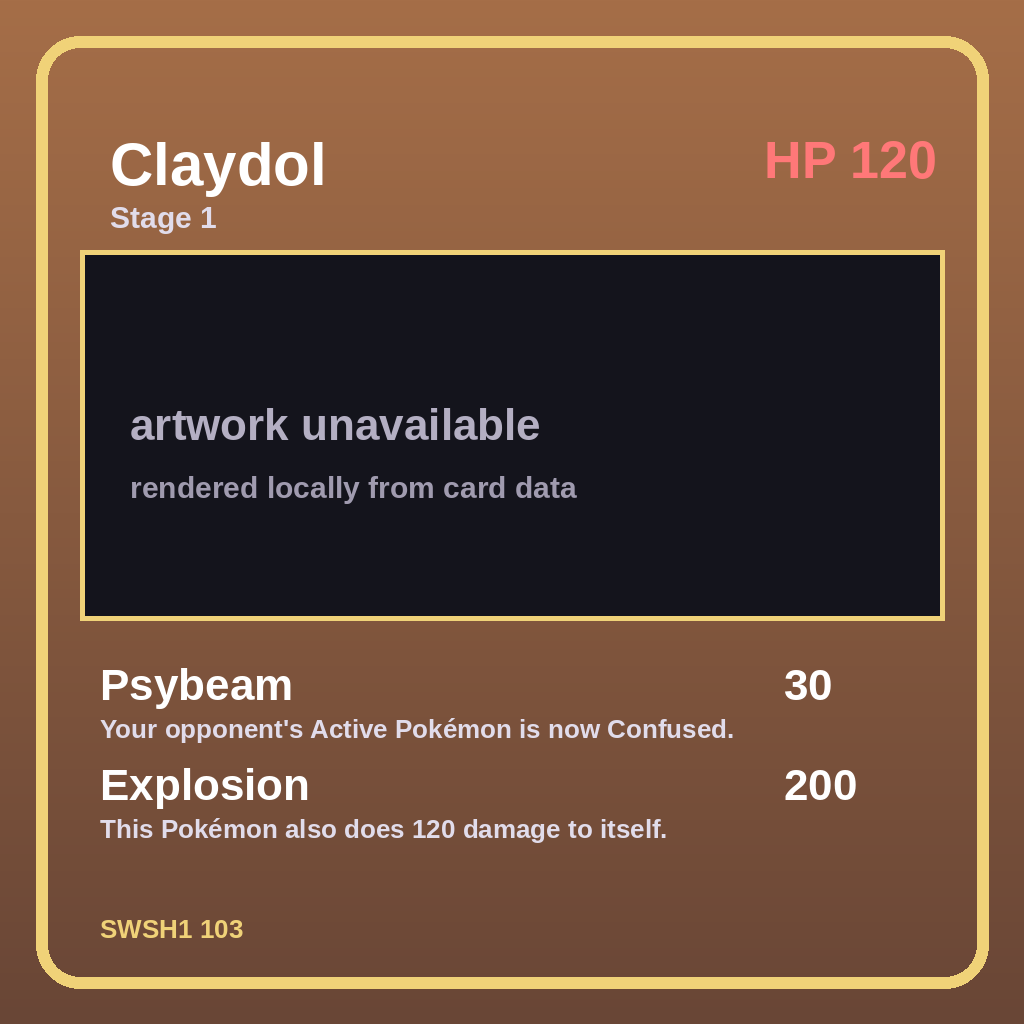 Claydol
HP 120
Stage 1
artwork unavailable
rendered locally from card data
Psybeam 30
Your opponent's Active Pokémon is now Confused.
Explosion 200
This Pokémon also does 120 damage to itself.
SWSH1 103